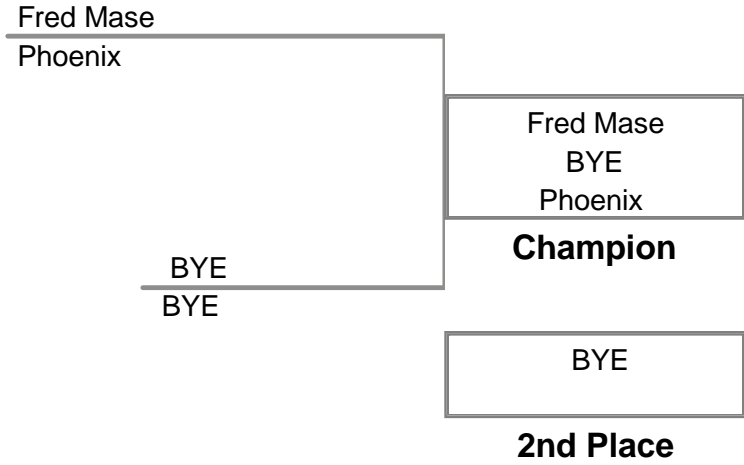 Fred Mase
Phoenix
Fred Mase
BYE
Phoenix
Champion
BYE
BYE
BYE
2nd Place